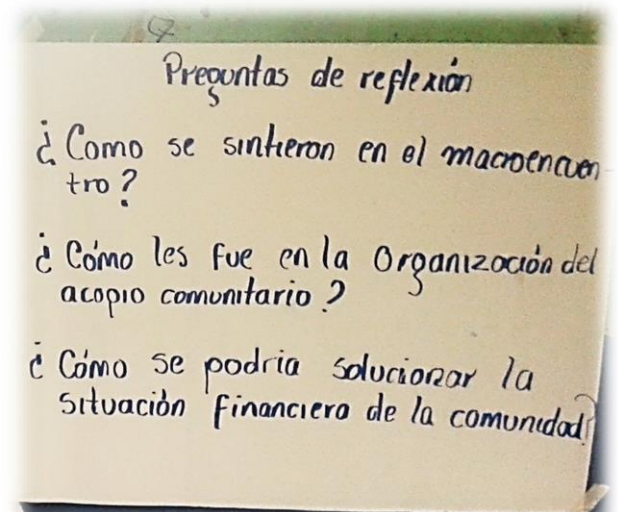 Preguntas de reflexión
¿Como se sintieron en el macroencuen
tro?
¿Cómo les fue en la Organización del
acopio comunitario?
¿Cómo se podria solucionar la
situación financiera de la comunidad?